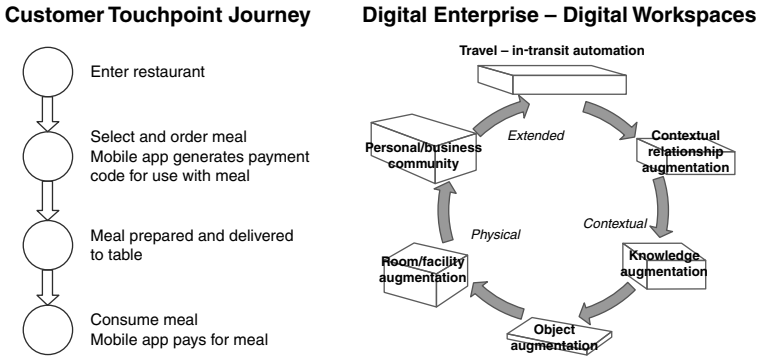 Customer Touchpoint Journey
Enter restaurant
Select and order meal
Mobile app generates payment
code for use with meal
Meal prepared and delivered
to table
Consume meal
Mobile app pays for meal
Digital Enterprise – Digital Workspaces
Travel – in-transit automation
Extended
Personal/business
community
Contextual
relationship
augmentation
Physical
Contextual
Room/facility
augmentation
Knowledge
augmentation
Object
augmentation